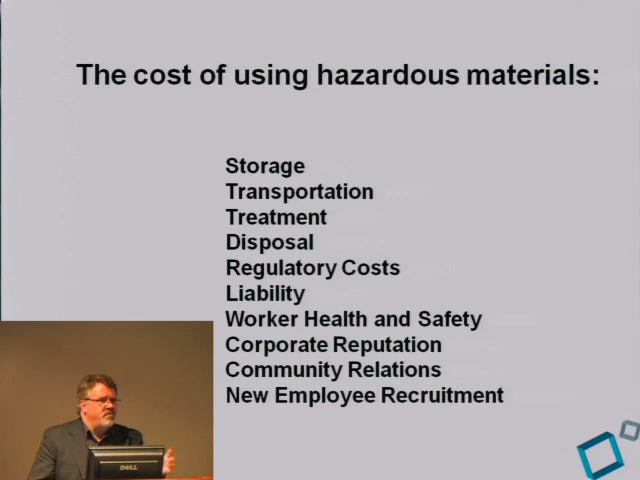 The cost of using hazardous materials:
Storage
Transportation
Treatment
Disposal
Regulatory Costs
Liability
Worker Health and Safety
Corporate Reputation
Community Relations
New Employee Recruitment
DELL